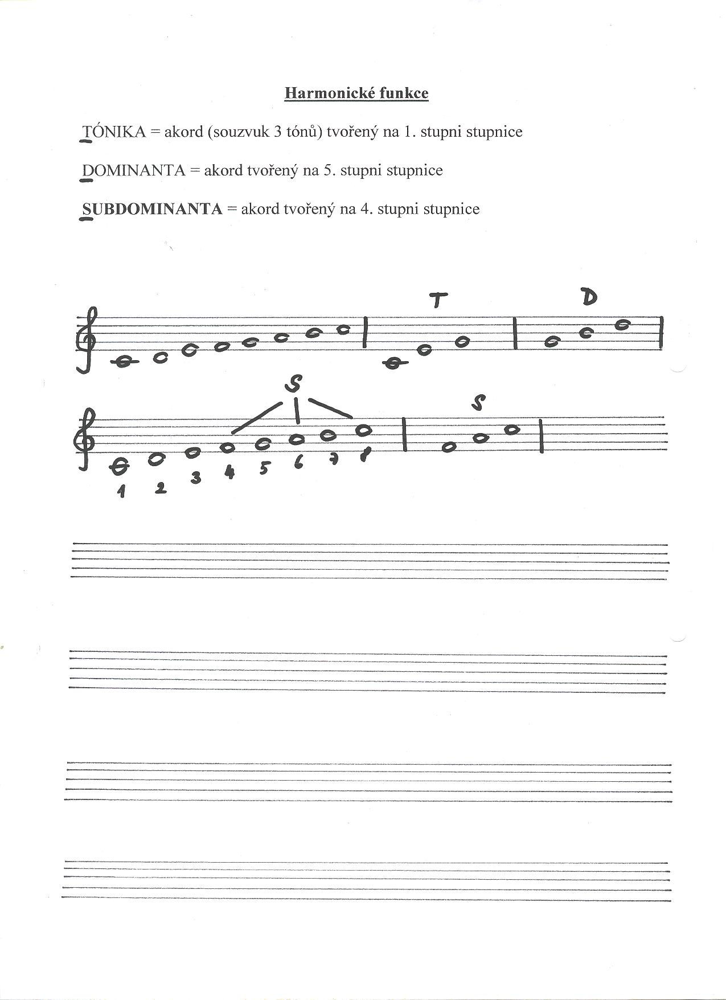 Harmonické funkce
TÓNIKA = akord (souzvuk 3 tónů) tvořený na 1. stupni stupnice
DOMINANTA = akord tvořený na 5. stupni stupnice
SUBDOMINANTA = akord tvořený na 4. stupni stupnice
T D
S S
1 2 3 4 5 6 7 8